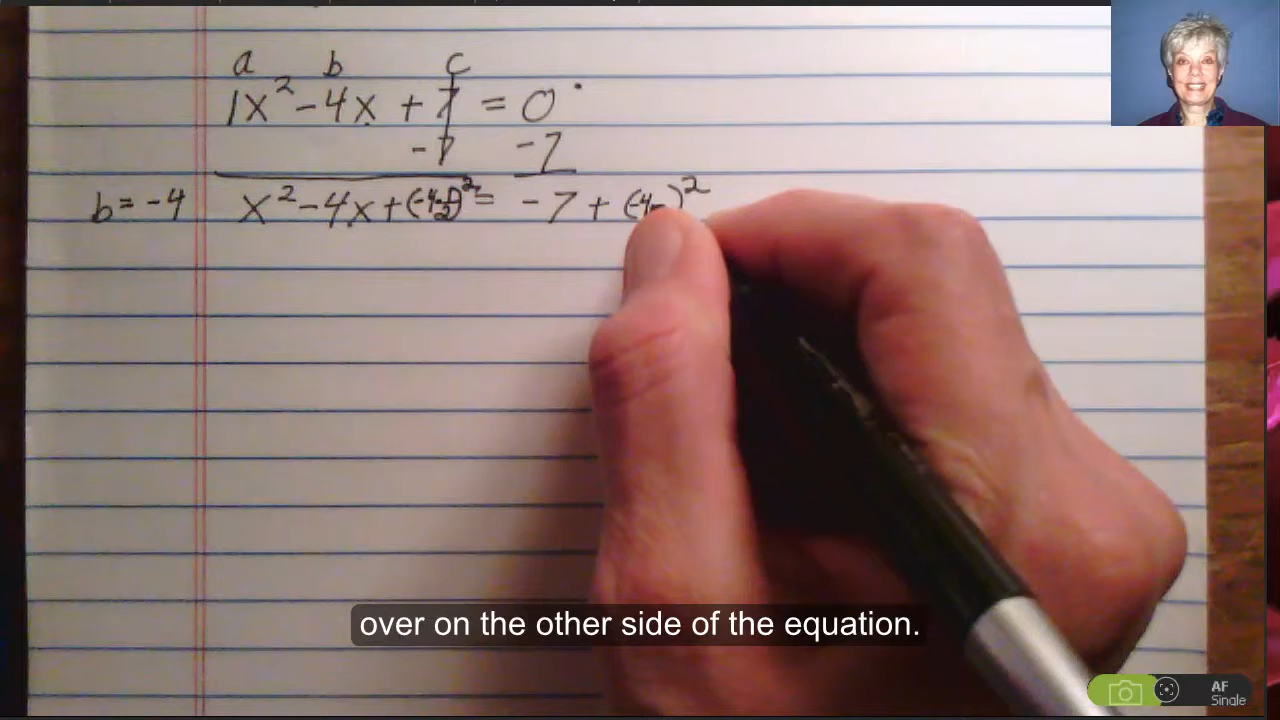 a b c
1x² - 4x + 7 = 0
- 7 -7
b = -4 x² - 4x + (-4·½)² = -7 + (-4 )²
over on the other side of the equation.
AF
Single